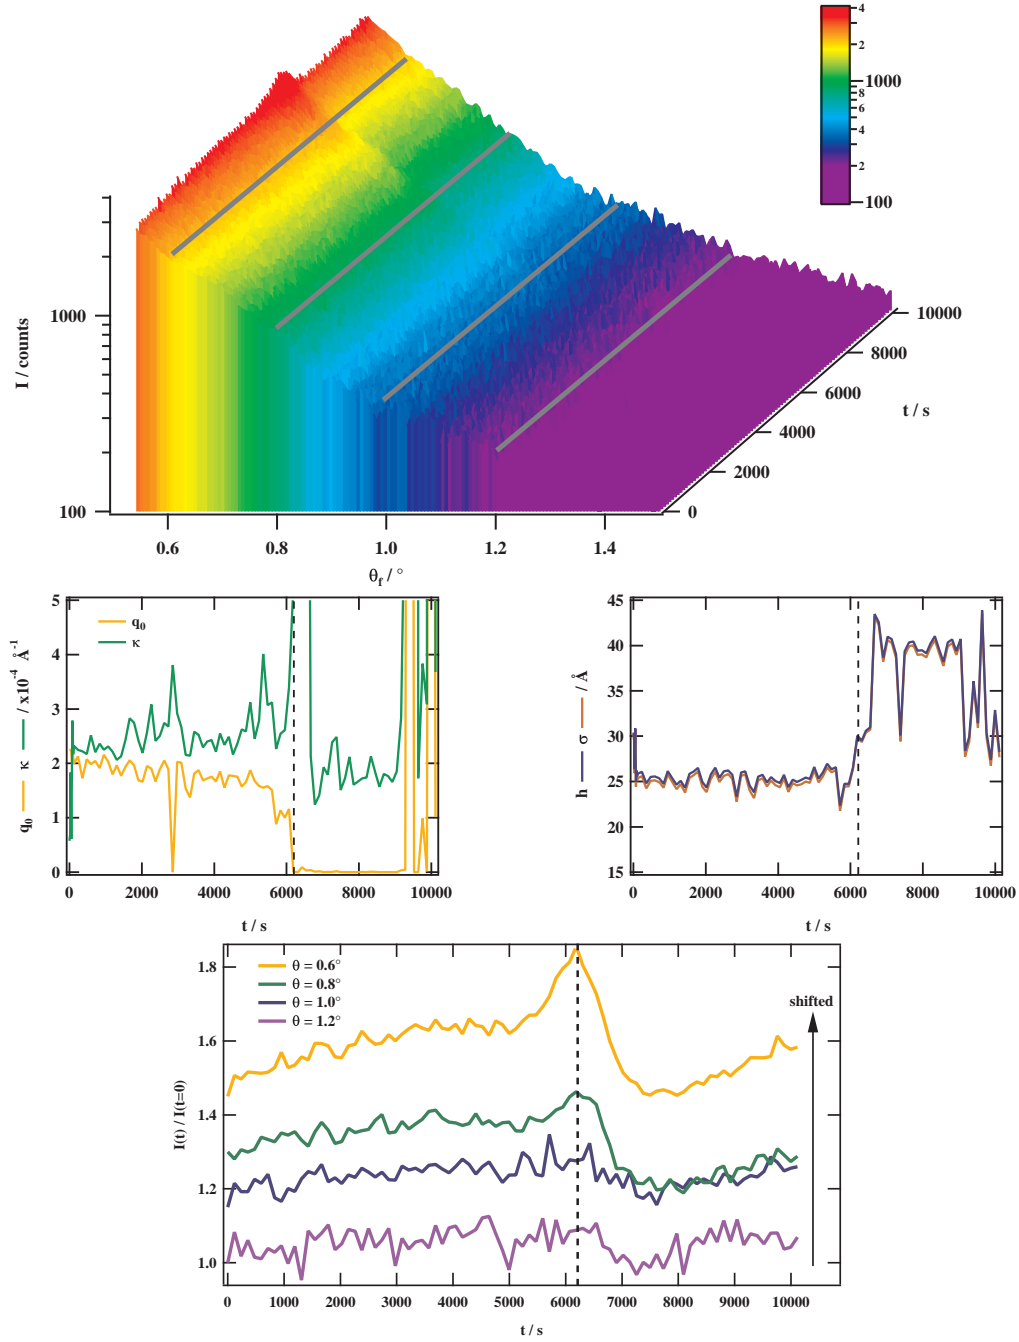 4
2
1000
8
6
4
2
100
I / counts
1000
100
0.6 0.8 1.0 1.2 1.4
θf / °
0
2000
4000
6000
8000
10000
t / s
q0 κ / x10-4 Å-1
5
4
3
2
1
0
q0
κ
0 2000 4000 6000 8000 10000
t / s
h σ / Å
45
40
35
30
25
20
15
0 2000 4000 6000 8000 10000
t / s
I(t) / I(t=0)
1.8
1.6
1.4
1.2
1.0
θ = 0.6°
θ = 0.8°
θ = 1.0°
θ = 1.2°
shifted
0 1000 2000 3000 4000 5000 6000 7000 8000 9000 10000
t / s